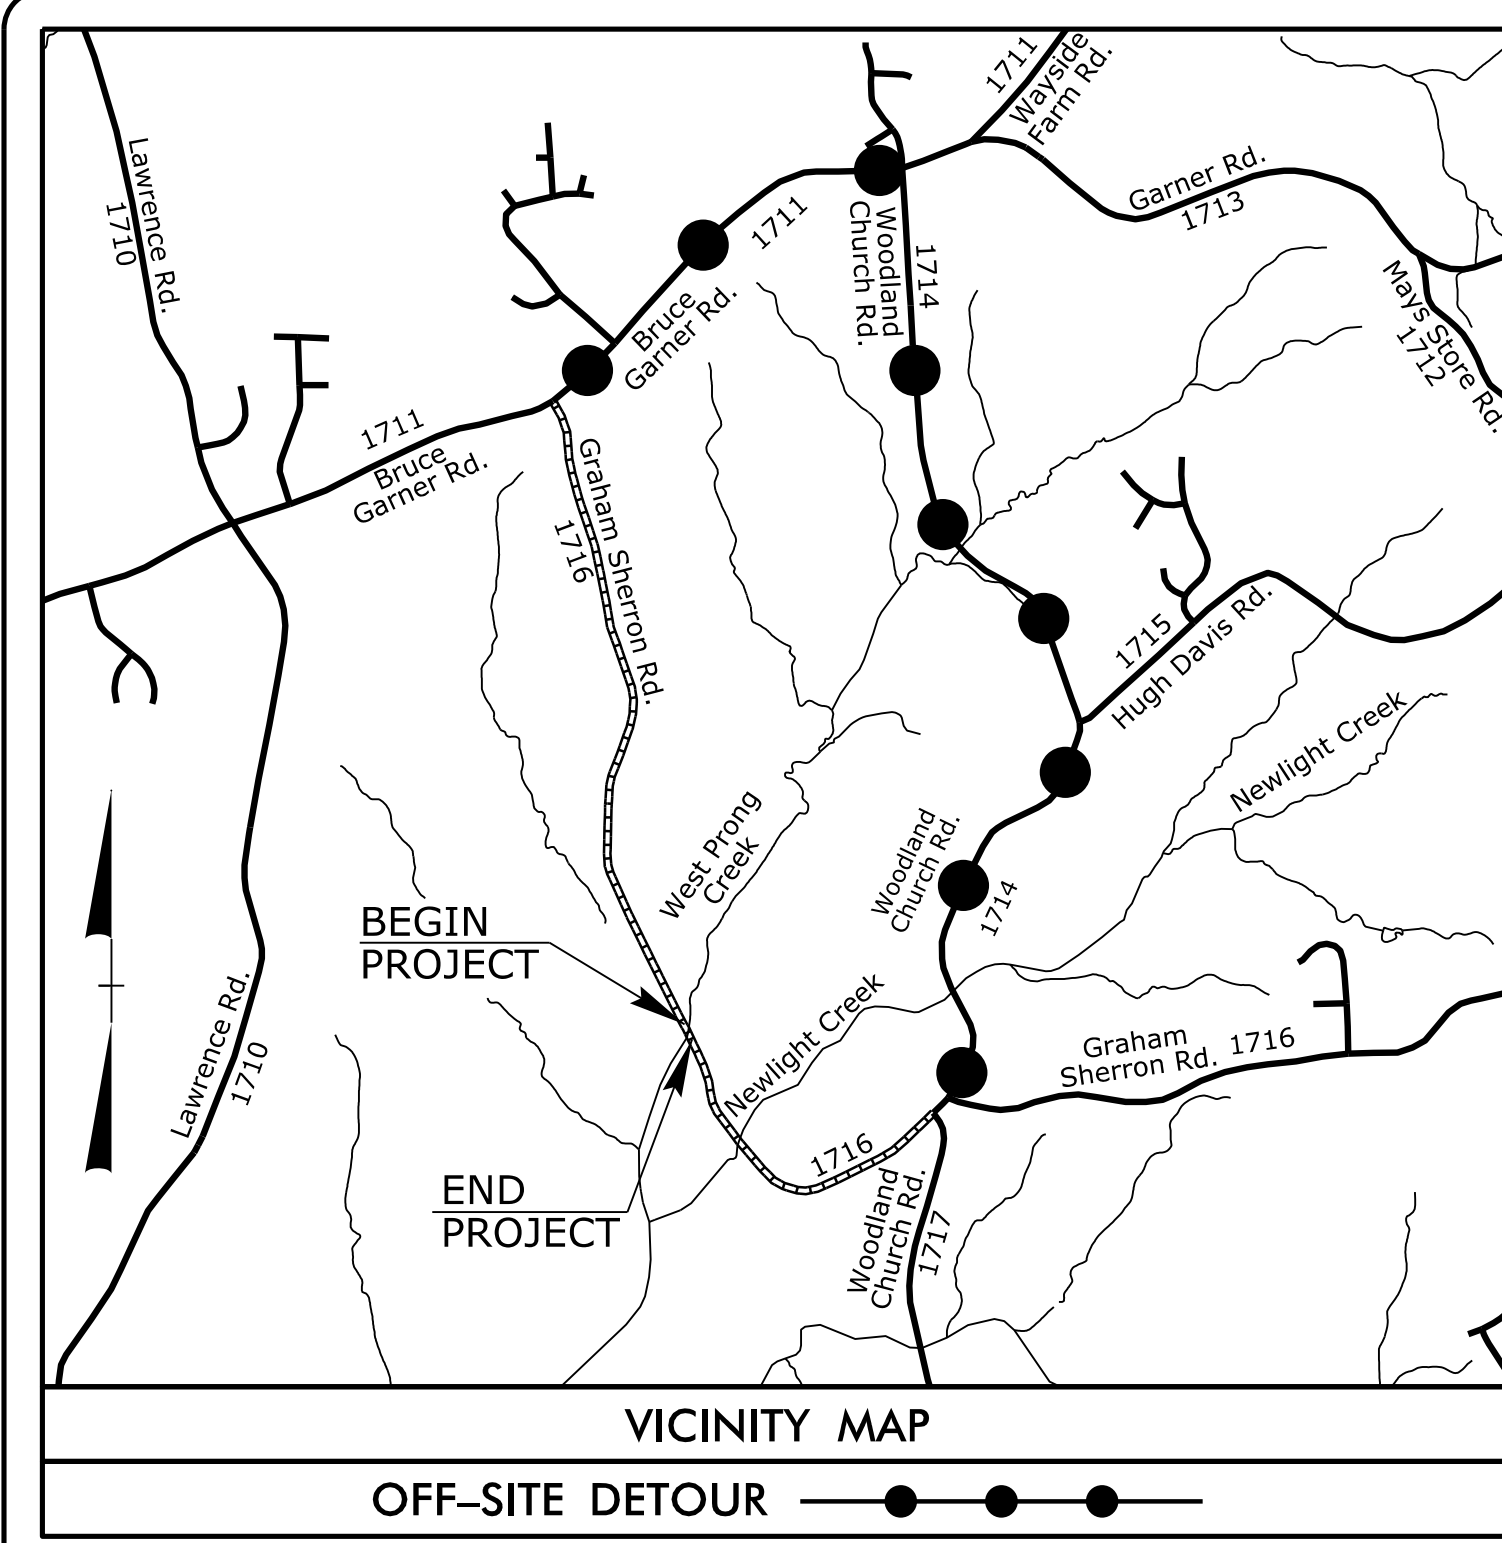 1711
Wayside
Farm Rd.
Lawrence Rd.
1710
Garner Rd.
1713
1711
Woodland
Church Rd.
1714
Mays Store Rd.
1712
Bruce
Garner Rd.
1711
Bruce
Garner Rd.
Graham Sherron Rd.
1716
1715
Hugh Davis Rd.
Newlight Creek
West Prong
Creek
Woodland
Church Rd.
1714
BEGIN
PROJECT
Lawrence Rd.
1710
Newlight Creek
Graham
Sherron Rd. 1716
1716
END
PROJECT
Woodland
Church Rd.
1717
VICINITY MAP
OFF–SITE DETOUR